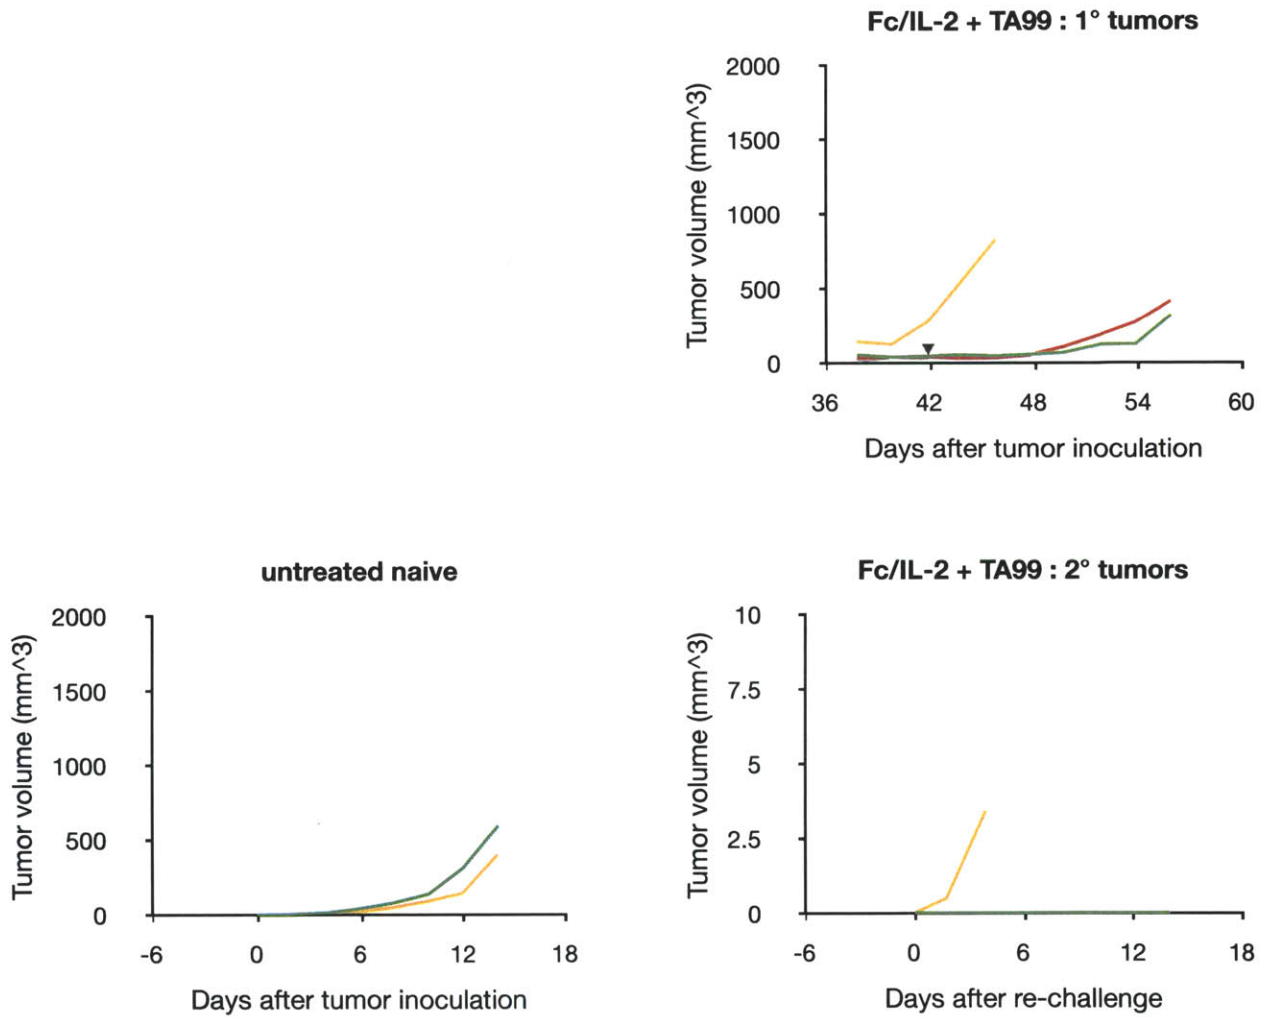 Fc/IL-2 + TA99 : 1° tumors
Tumor volume (mm^3)
2000
1500
1000
500
0
36 42 48 54 60
Days after tumor inoculation
untreated naive
Tumor volume (mm^3)
2000
1500
1000
500
0
-6 0 6 12 18
Days after tumor inoculation
Fc/IL-2 + TA99 : 2° tumors
Tumor volume (mm^3)
10
7.5
5
2.5
0
-6 0 6 12 18
Days after re-challenge